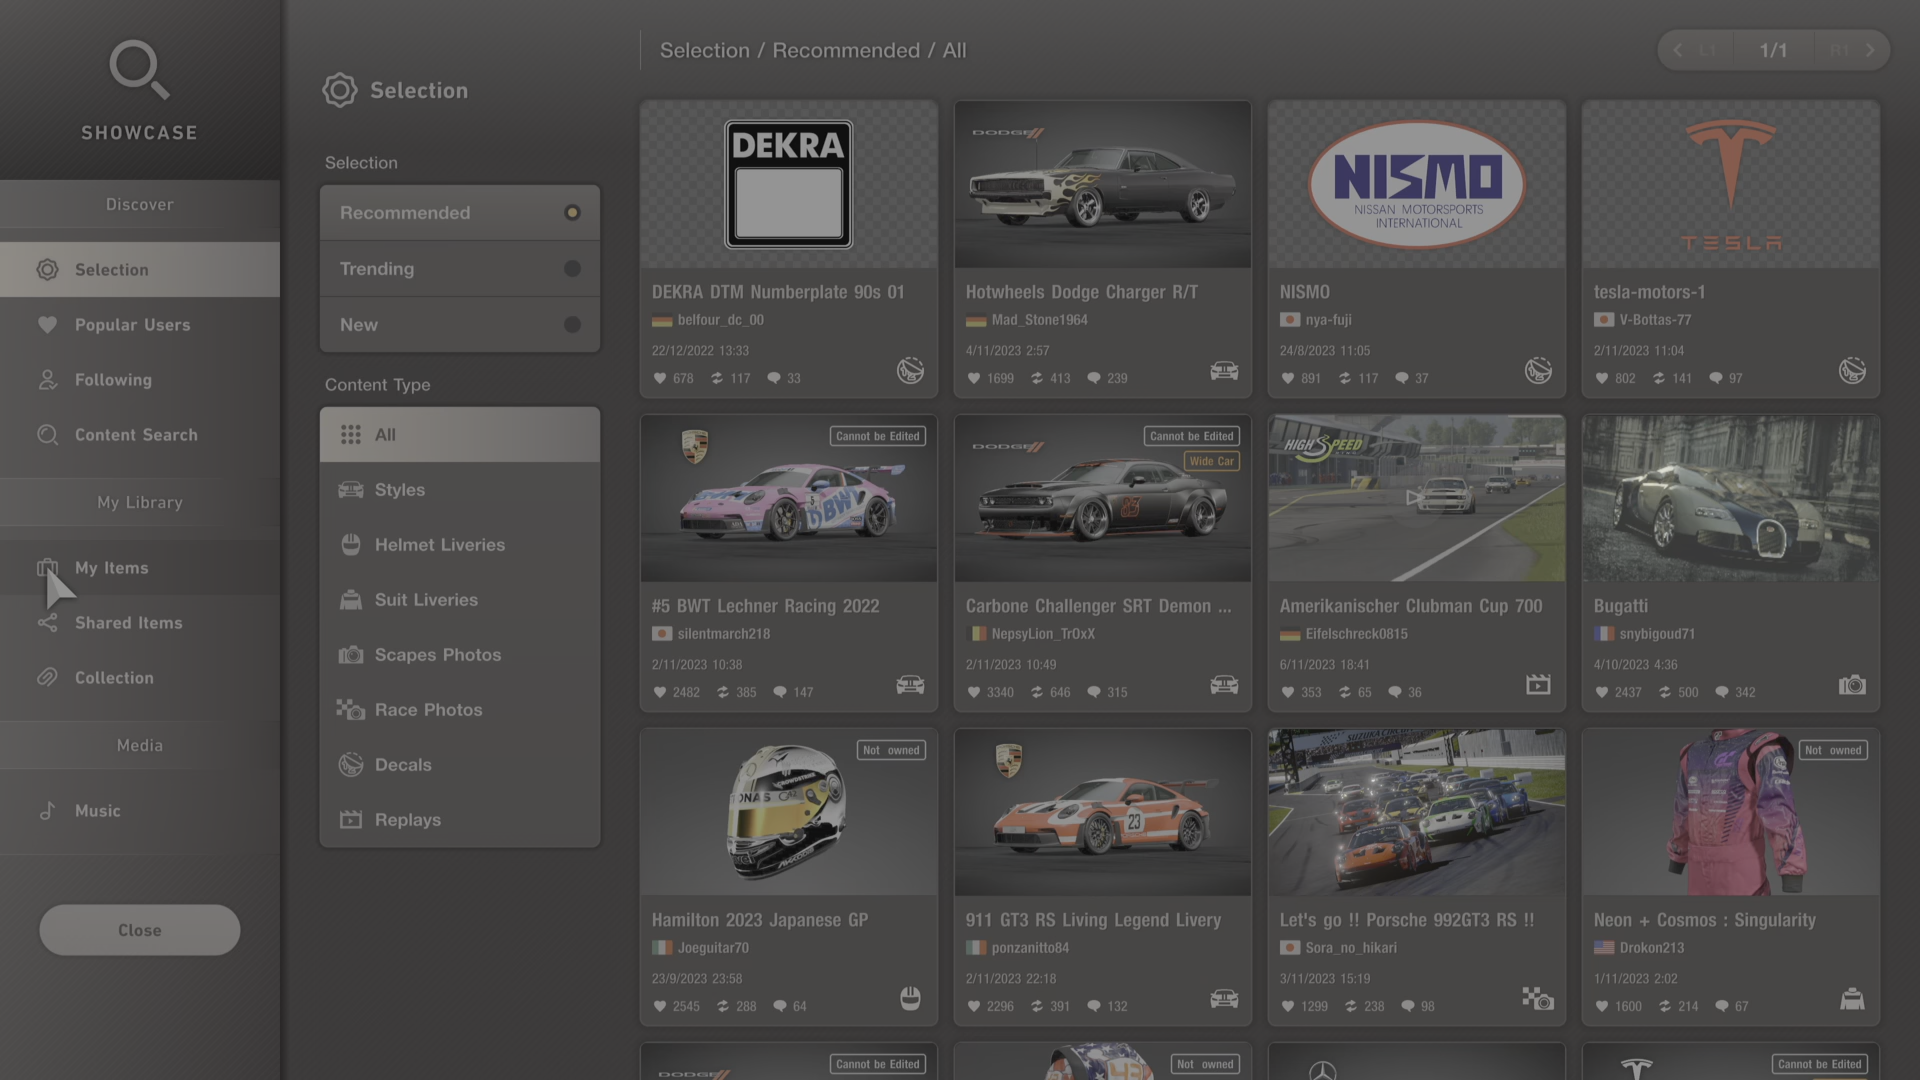 SHOWCASE
Discover
Selection
Popular Users
Following
Content Search
My Library
My Items
Shared Items
Collection
Media
Music
Close
Selection
Selection
Recommended
Trending
New
Content Type
All
Styles
Helmet Liveries
Suit Liveries
Scapes Photos
Race Photos
Decals
Replays
Selection / Recommended / All
L1 1/1 R1
DEKRA
DEKRA DTM Numberplate 90s 01
belfour_dc_00
22/12/2022 13:33
678 117 33
DODGE
Hotwheels Dodge Charger R/T
Mad_Stone1964
4/11/2023 2:57
1699 413 239
NISMO
NISSAN MOTORSPORTS
INTERNATIONAL
NISMO
nya-fuji
24/8/2023 11:05
891 117 37
TESLA
tesla-motors-1
V-Bottas-77
2/11/2023 11:04
802 141 97
Cannot be Edited
5
BWT
#5 BWT Lechner Racing 2022
silentmarch218
2/11/2023 10:38
2482 385 147
DODGE
Cannot be Edited
Wide Car
Carbone Challenger SRT Demon ...
NepsyLion_TrOxX
2/11/2023 10:49
3340 646 315
HIGH SPEED
Amerikanischer Clubman Cup 700
Eifelschreck0815
6/11/2023 18:41
353 65 36
Bugatti
snybigoud71
4/10/2023 4:36
2437 500 342
Not owned
Hamilton 2023 Japanese GP
Joeguitar70
23/9/2023 23:58
2545 288 64
23
911 GT3 RS Living Legend Livery
ponzanitto84
2/11/2023 22:18
2296 391 132
Let's go !! Porsche 992GT3 RS !!
Sora_no_hikari
3/11/2023 15:19
1299 238 98
Not owned
Neon + Cosmos : Singularity
Drokon213
1/11/2023 2:02
1600 214 67
DODGE
Cannot be Edited
Not owned
Cannot be Edited